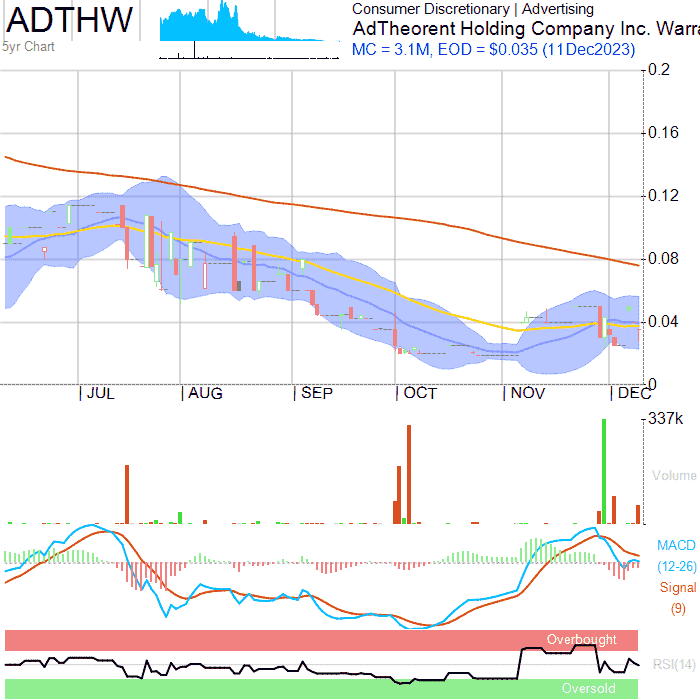 ADTHW
5yr Chart
Consumer Discretionary | Advertising
AdTheorent Holding Company Inc. Warra
MC = 3.1M, EOD = $0.035 (11Dec2023)
0.2
0.16
0.12
0.08
0.04
0
JUL AUG SEP OCT NOV DEC
337k
Volume
MACD
(12-26)
Signal
(9)
Overbought
RSI(14)
Oversold